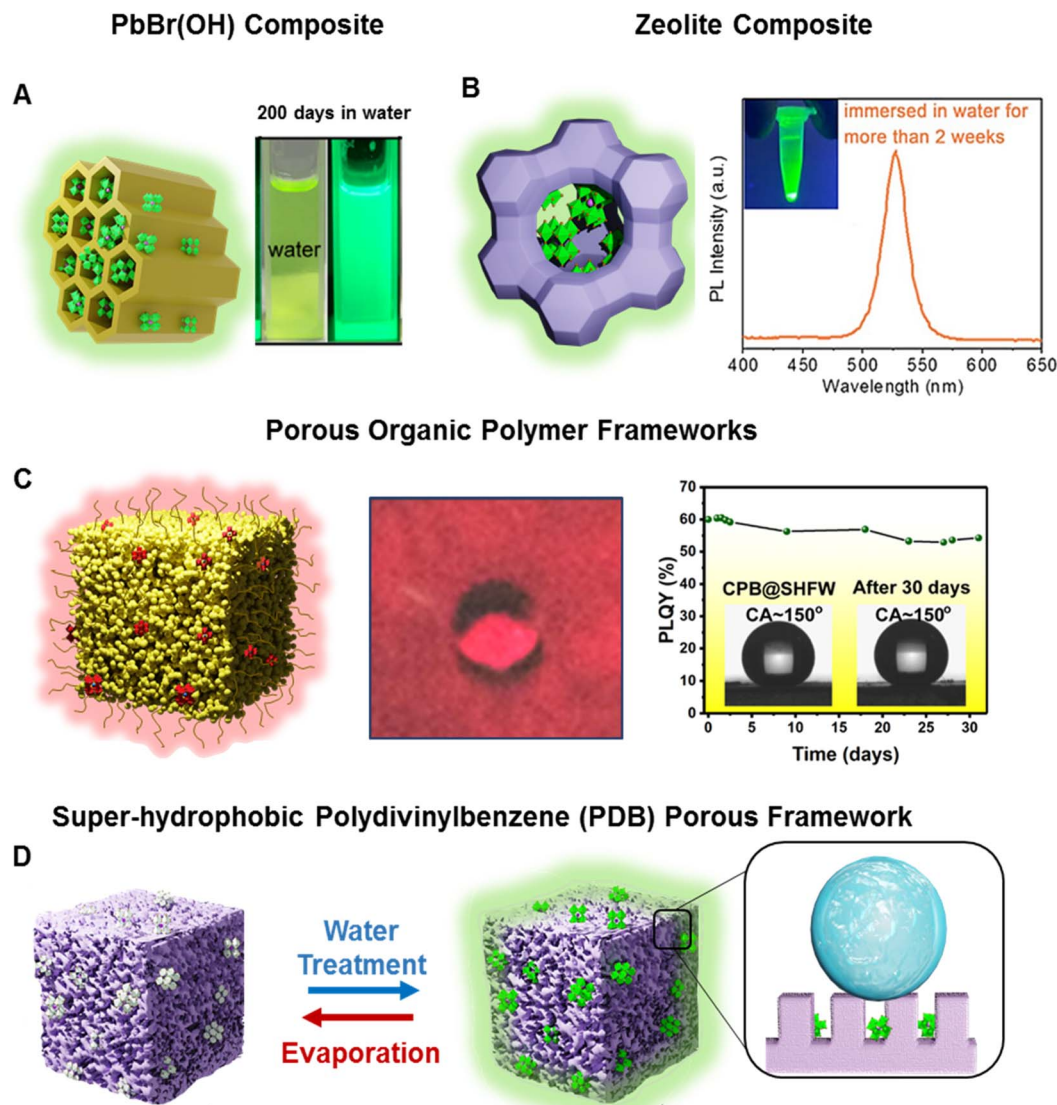 PbBr(OH) Composite
Zeolite Composite
A
200 days in water
water
B
immersed in water for
more than 2 weeks
PL Intensity (a.u.)
400 450 500 550 600 650
Wavelength (nm)
Porous Organic Polymer Frameworks
C
70
60
50
40
30
20
10
0
PLQY (%)
CPB@SHFW
CA~150°
After 30 days
CA~150°
0 5 10 15 20 25 30
Time (days)
Super-hydrophobic Polydivinylbenzene (PDB) Porous Framework
D
Water
Treatment
Evaporation